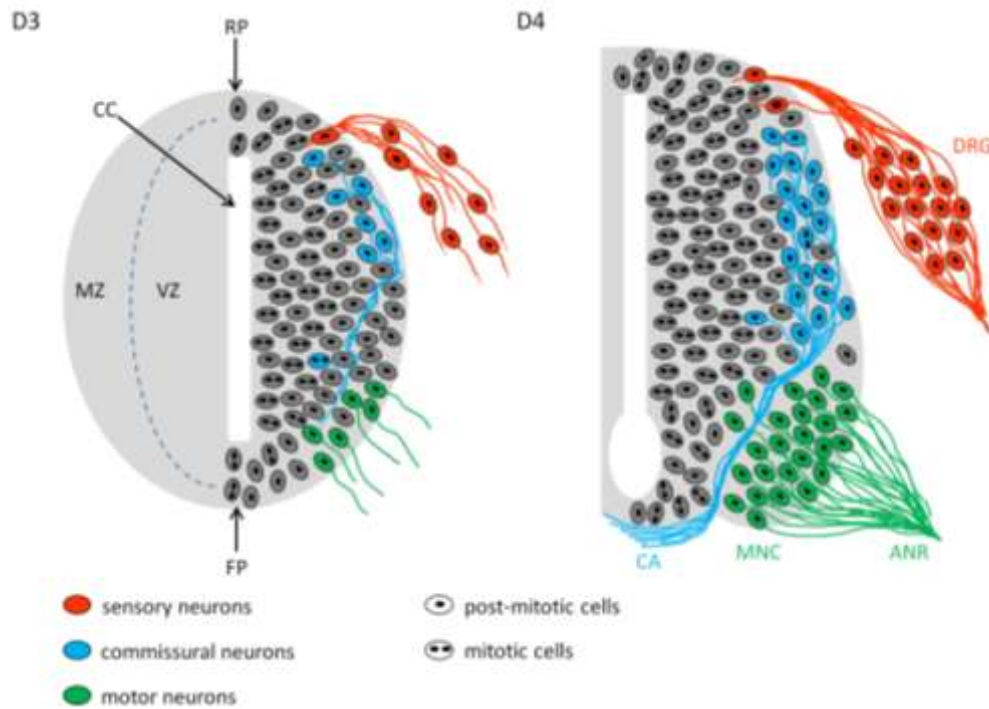 D3
D4
RP
CC
DRG
MZ
VZ
FP
CA
MNC
ANR
sensory neurons
post-mitotic cells
commissural neurons
mitotic cells
motor neurons